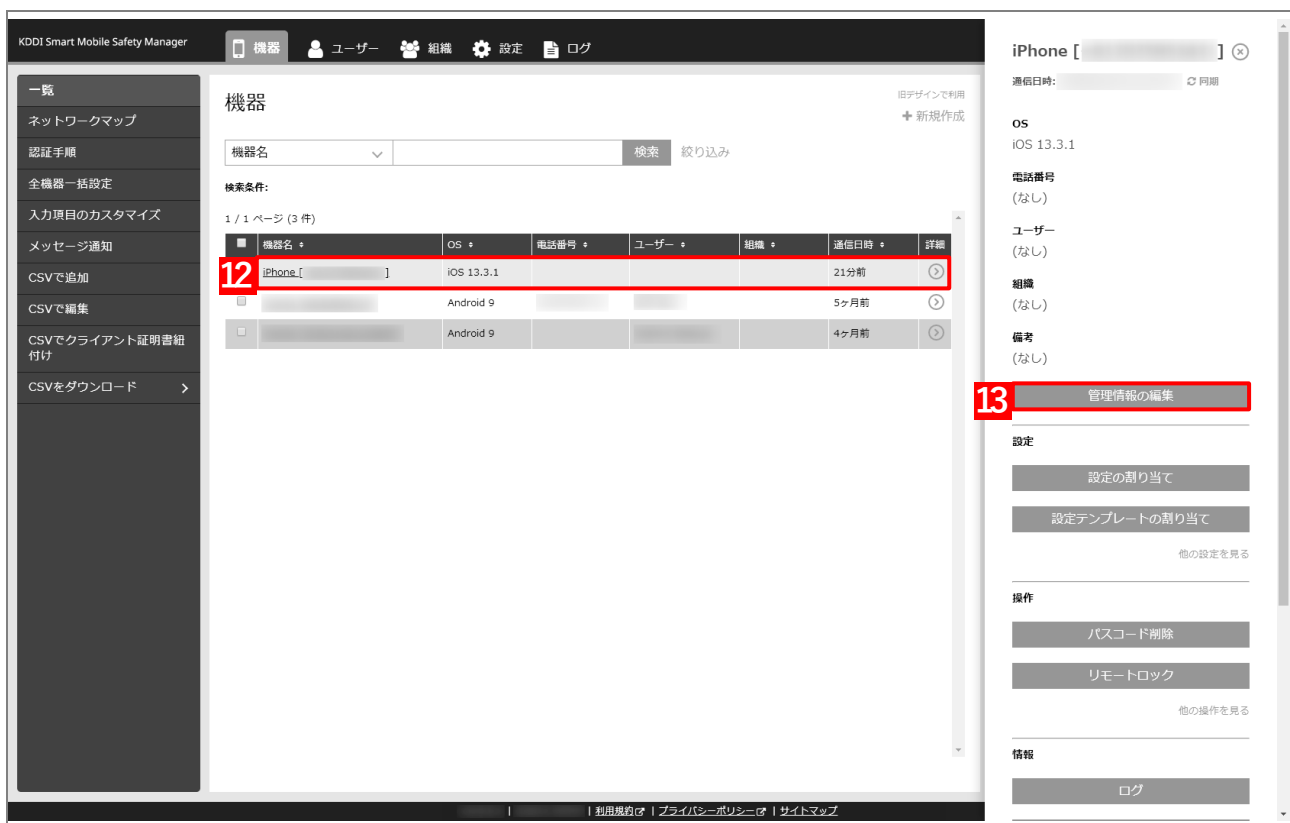 KDDI Smart Mobile Safety Manager
機器
ユーザー
組織
設定
ログ
一覧
ネットワークマップ
認証手順
全機器一括設定
入力項目のカスタマイズ
メッセージ通知
CSVで追加
CSVで編集
CSVでクライアント証明書紐
付け
CSVをダウンロード
機器
旧デザインで利用
新規作成
機器名
検索
絞り込み
検索条件:
1 / 1 ページ (3 件)
機器名 OS 電話番号 ユーザー 組織 通信日時 詳細
12
iPhone [ ] iOS 13.3.1 21分前
Android 9 5ヶ月前
Android 9 4ヶ月前
| | 利用規約 | プライバシーポリシー | サイトマップ
iPhone [ ]
通信日時: 同期
OS
iOS 13.3.1
電話番号
(なし)
ユーザー
(なし)
組織
(なし)
備考
(なし)
13
管理情報の編集
設定
設定の割り当て
設定テンプレートの割り当て
他の設定を見る
操作
パスコード削除
リモートロック
他の操作を見る
情報
ログ